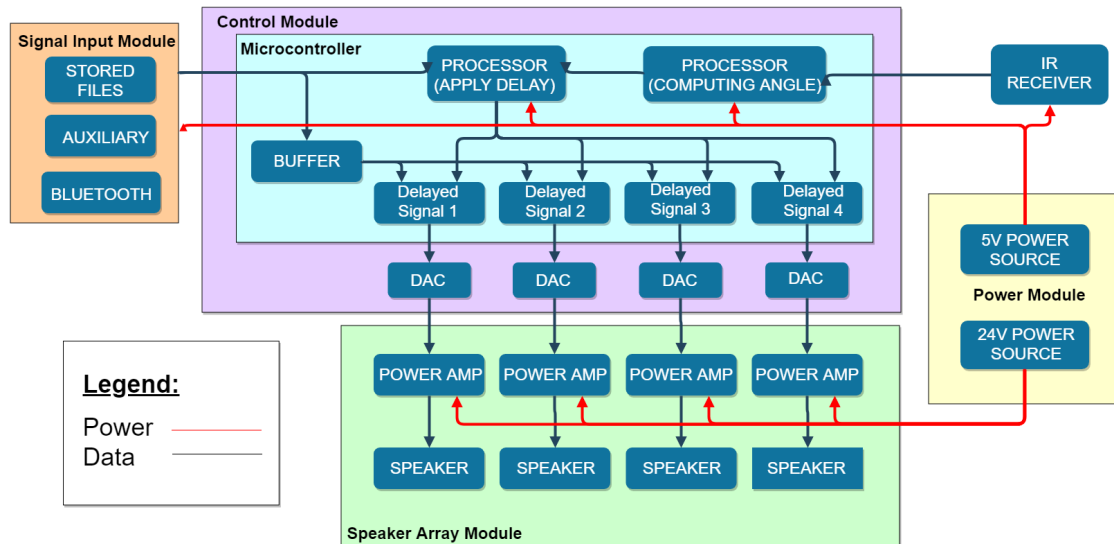 Control Module
Signal Input Module
Microcontroller
STORED
FILES
PROCESSOR
(APPLY DELAY)
PROCESSOR
(COMPUTING ANGLE)
IR
RECEIVER
AUXILIARY
BUFFER
BLUETOOTH
Delayed
Signal 1
Delayed
Signal 2
Delayed
Signal 3
Delayed
Signal 4
5V POWER
SOURCE
DAC
DAC
DAC
DAC
Power Module
24V POWER
SOURCE
POWER AMP
POWER AMP
POWER AMP
POWER AMP
Legend:
Power
Data
SPEAKER
SPEAKER
SPEAKER
SPEAKER
Speaker Array Module